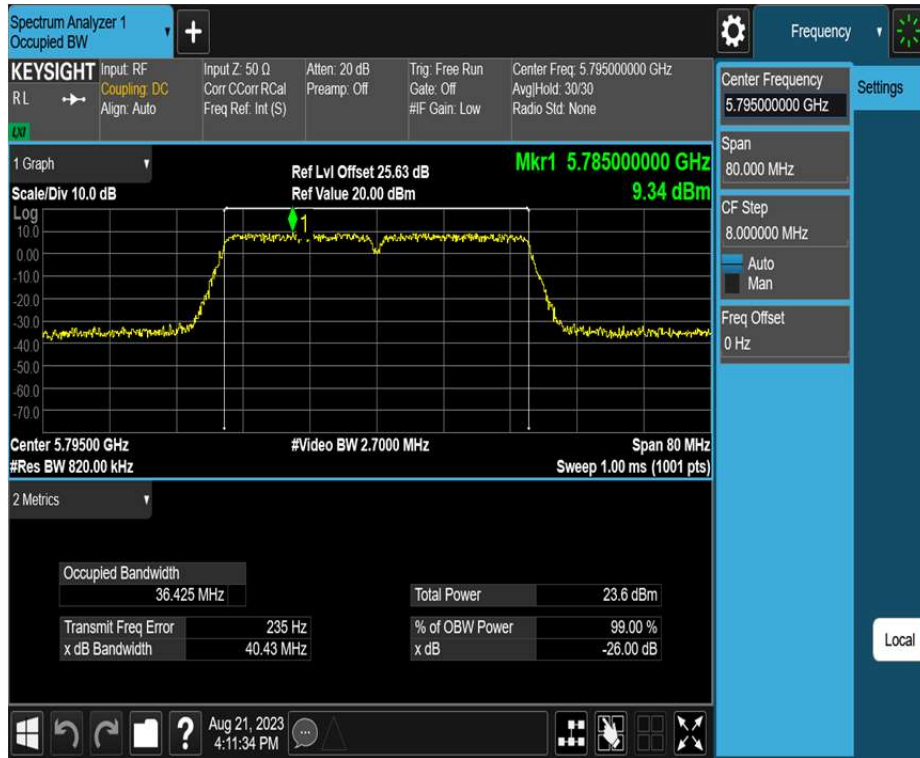 Spectrum Analyzer 1
Occupied BW
+
Frequency
KEYSIGHT
RL
LXI
Input: RF
Coupling: DC
Align: Auto
Input Z: 50 Ω
Corr CCorr RCal
Freq Ref: Int (S)
Atten: 20 dB
Preamp: Off
Trig: Free Run
Gate: Off
#IF Gain: Low
Center Freq: 5.795000000 GHz
Avg|Hold: 30/30
Radio Std: None
Center Frequency
5.795000000 GHz
Settings
Span
80.000 MHz
CF Step
8.000000 MHz
Auto
Man
Freq Offset
0 Hz
Local
1 Graph
Scale/Div 10.0 dB
Ref Lvl Offset 25.63 dB
Ref Value 20.00 dBm
Mkr1 5.785000000 GHz
9.34 dBm
Log
10.0
0.00
-10.0
-20.0
-30.0
-40.0
-50.0
-60.0
-70.0
1
Center 5.79500 GHz
#Res BW 820.00 kHz
#Video BW 2.7000 MHz
Span 80 MHz
Sweep 1.00 ms (1001 pts)
2 Metrics
Occupied Bandwidth
36.425 MHz
Total Power 23.6 dBm
Transmit Freq Error 235 Hz
% of OBW Power 99.00 %
x dB Bandwidth 40.43 MHz
x dB -26.00 dB
?
Aug 21, 2023
4:11:34 PM